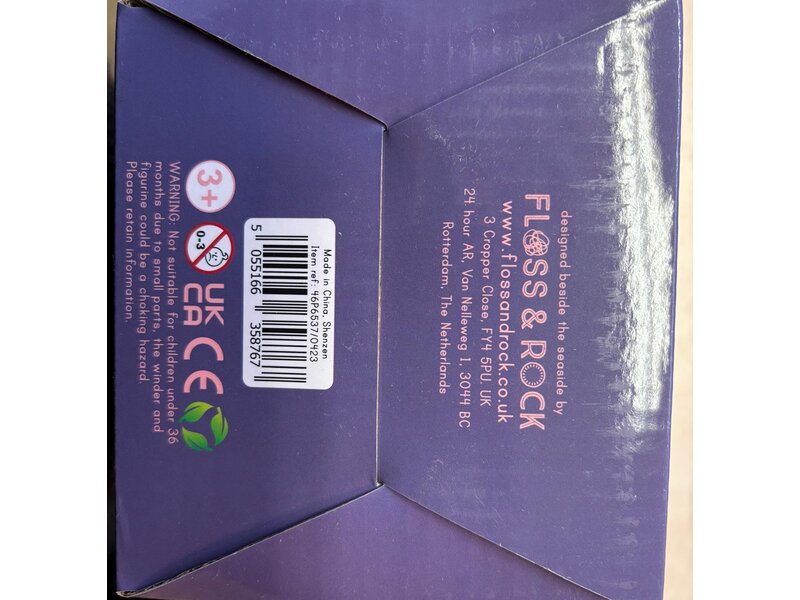 designed beside the seaside by
FLOSS & ROCK
www.flossandrock.co.uk
3 Cropper Close, FY4 5PU. UK
24 hour AR, Van Nelleweg 1, 3044 BC
Rotterdam, The Netherlands
Made in China, Shenzen
Item ref: 46P6537/0423
5 055166 358767
3+
0-3
UK
CA
CE
WARNING: Not suitable for children under 36
months due to small parts, the winder and
figurine could be a choking hazard.
Please retain information.